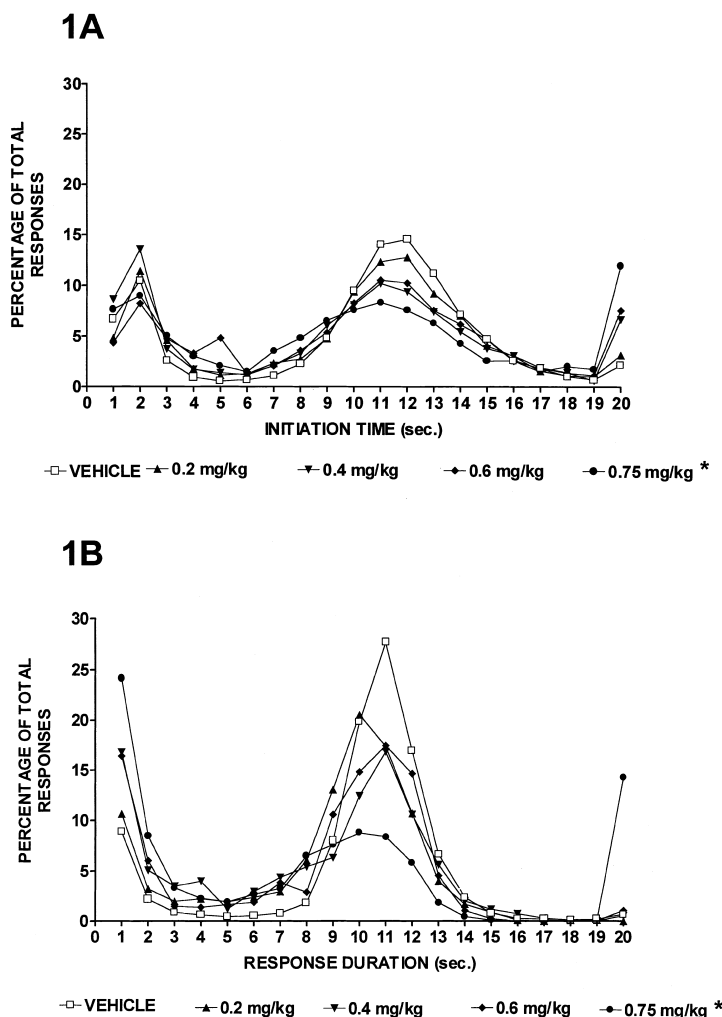 1A
PERCENTAGE OF TOTAL
RESPONSES
30
25
20
15
10
5
0
0 1 2 3 4 5 6 7 8 9 10 11 12 13 14 15 16 17 18 19 20
INITIATION TIME (sec.)
VEHICLE 0.2 mg/kg 0.4 mg/kg 0.6 mg/kg 0.75 mg/kg *
1B
PERCENTAGE OF TOTAL
RESPONSES
30
25
20
15
10
5
0
0 1 2 3 4 5 6 7 8 9 10 11 12 13 14 15 16 17 18 19 20
RESPONSE DURATION (sec.)
VEHICLE 0.2 mg/kg 0.4 mg/kg 0.6 mg/kg 0.75 mg/kg *